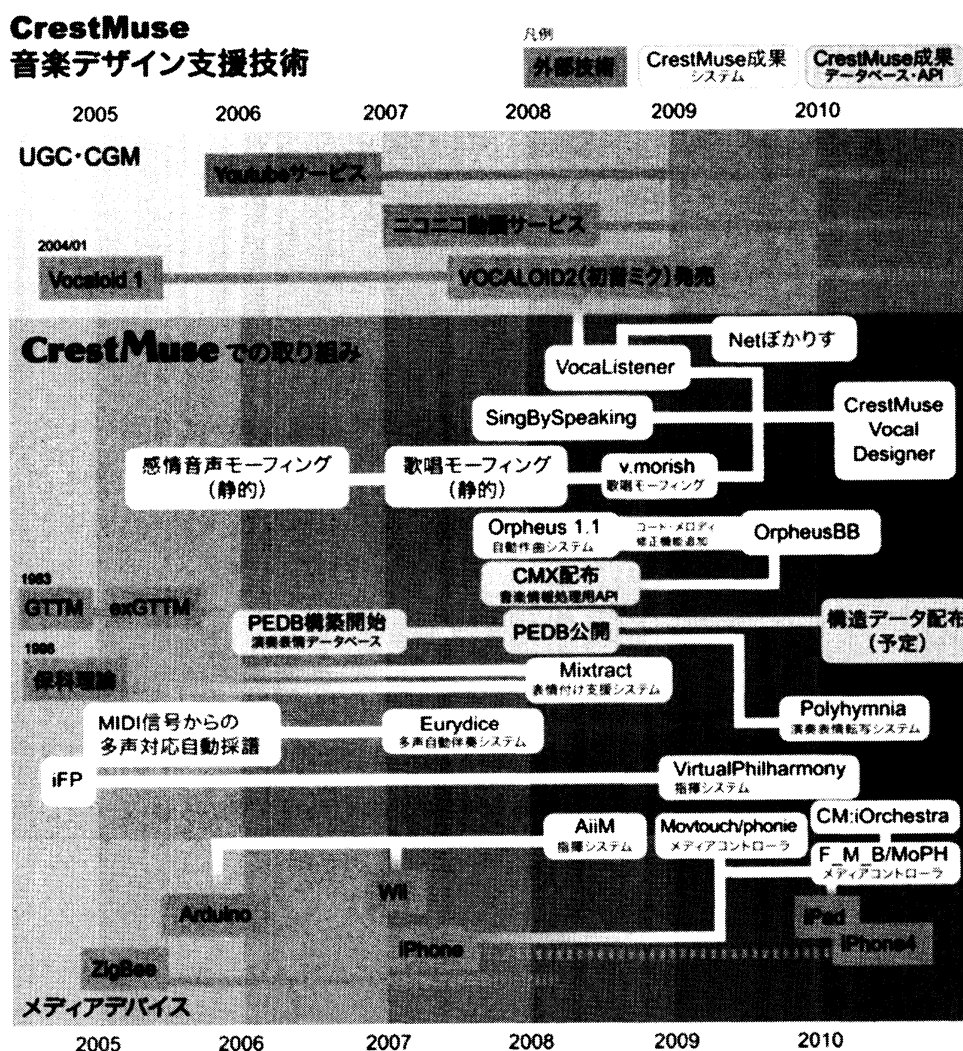 CrestMuse
音楽デザイン支援技術
凡例
外部技術
CrestMuse成果
システム
CrestMuse成果
データベース・API
2005 2006 2007 2008 2009 2010
UGC・CGM
Youtubeサービス
ニコニコ動画サービス
2004/01
Vocaloid 1
VOCALOID2(初音ミク)発売
CrestMuseでの取り組み
Netぼかりす
VocaListener
SingBySpeaking
CrestMuse
Vocal
Designer
感情音声モーフィング
(静的)
歌唱モーフィング
(静的)
v.morish
歌唱モーフィング
Orpheus 1.1
自動作曲システム
コード・メロディ
修正機能追加
OrpheusBB
CMX配布
音楽情報処理用API
1983
GTTM
exGTTM
PEDB構築開始
演奏表情データベース
PEDB公開
構造データ配布
(予定)
保科理論
Mixtract
表情付け支援システム
MIDI信号からの
多声対応自動採譜
Eurydice
多声自動伴奏システム
Polyhymnia
演奏表情転写システム
iFP
VirtualPhilharmony
指揮システム
AiiM
指揮システム
Movtouch/phonie
メディアコントローラ
CM:iOrchestra
F_M_B/MoPH
メディアコントローラ
Wii
Arduino
iPhone
iPad
iPhone4
ZigBee
メディアデバイス
2005 2006 2007 2008 2009 2010